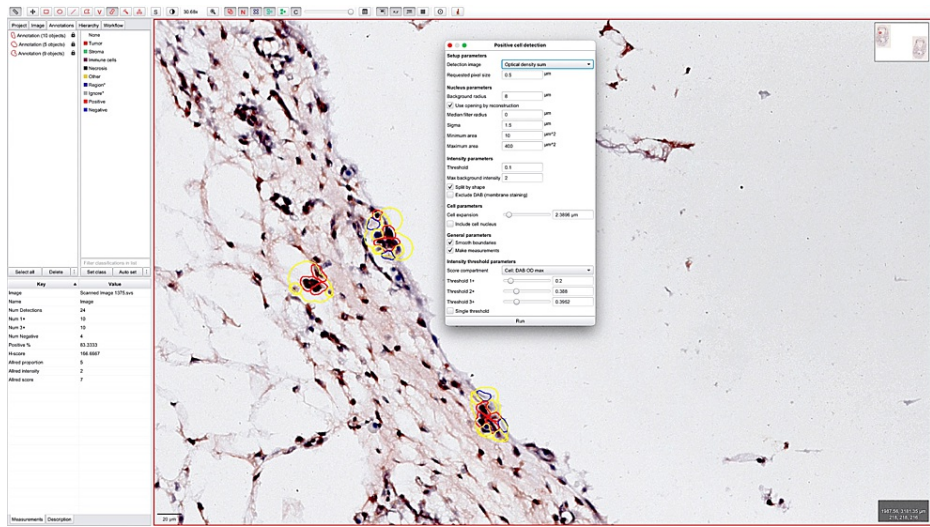 S
30.68x
C
Project Image Annotations Hierarchy Workflow
Annotation (10 objects)
Annotation (5 objects)
Annotation (9 objects)
None
Tumor
Stroma
Immune cells
Necrosis
Other
Region*
Ignore*
Positive
Negative
Filter classifications in list
Select all Delete Set class Auto set
Key Value
Image Scanned Image 1375.svs
Name Image
Num Detections 24
Num 1+ 10
Num 3+ 10
Num Negative 4
Positive % 83.3333
H-score 166.6667
Allred proportion 5
Allred intensity 2
Allred score 7
Measurements Description
Positive cell detection
Setup parameters
Detection image Optical density sum
Requested pixel size 0.5 µm
Nucleus parameters
Background radius 8 µm
Use opening by reconstruction
Median filter radius 0 µm
Sigma 1.5 µm
Minimum area 10 µm^2
Maximum area 400 µm^2
Intensity parameters
Threshold 0.1
Max background intensity 2
Split by shape
Exclude DAB (membrane staining)
Cell parameters
Cell expansion µm
Include cell nucleus
General parameters
Smooth boundaries
Make measurements
Intensity threshold parameters
Score compartment Cell: DAB OD max
Threshold 1+ 0.2
Threshold 2+
Threshold 3+
Single threshold
Run
20 µm